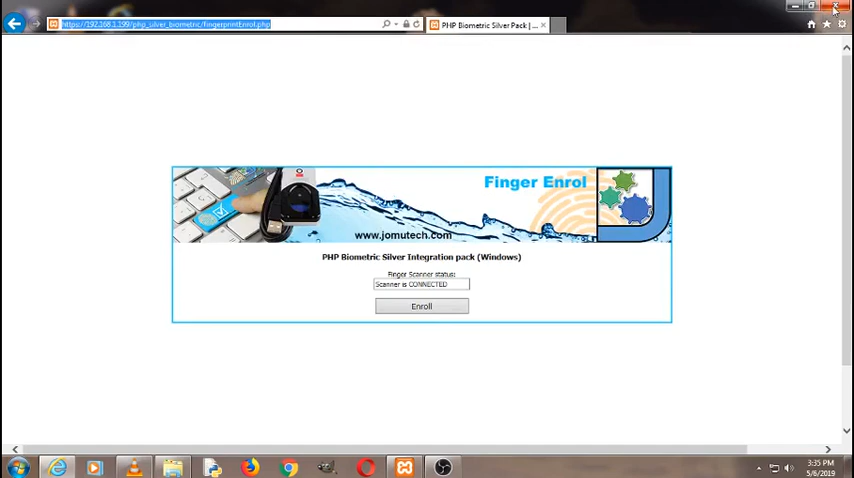 https://192.168.1.199/php_silver_biometric/fingerprintEnrol.php
PHP Biometric Silver Pack | ...
Finger Enrol
www.jomutech.com
PHP Biometric Silver Integration pack (Windows)
Finger Scanner status:
Scanner is CONNECTED
Enroll
3:35 PM
5/6/2019